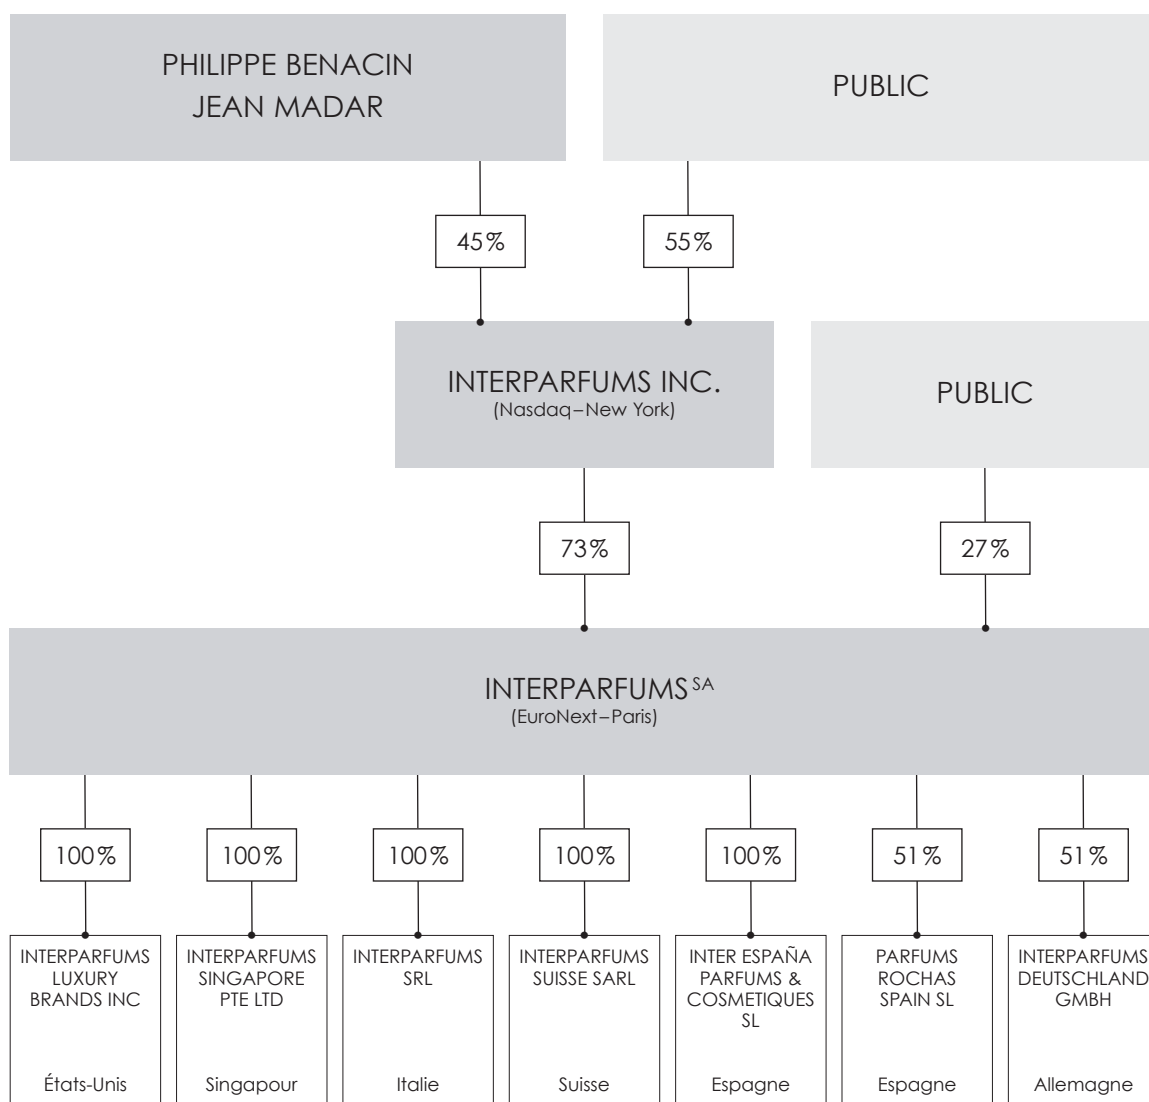 PHILIPPE BENACIN
JEAN MADAR
PUBLIC
45%
55%
INTERPARFUMS INC.
(Nasdaq–New York)
PUBLIC
73%
27%
INTERPARFUMS SA
(EuroNext–Paris)
100%
100%
100%
100%
100%
51%
51%
INTERPARFUMS
LUXURY
BRANDS INC
États-Unis
INTERPARFUMS
SINGAPORE
PTE LTD
Singapour
INTERPARFUMS
SRL
Italie
INTERPARFUMS
SUISSE SARL
Suisse
INTER ESPAÑA
PARFUMS &
COSMETIQUES
SL
Espagne
PARFUMS
ROCHAS
SPAIN SL
Espagne
INTERPARFUMS
DEUTSCHLAND
GMBH
Allemagne